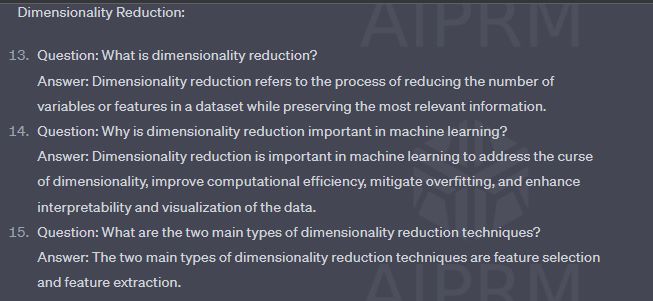 Dimensionality Reduction:
AIPRM
13. Question: What is dimensionality reduction?
Answer: Dimensionality reduction refers to the process of reducing the number of
variables or features in a dataset while preserving the most relevant information.
14. Question: Why is dimensionality reduction important in machine learning?
Answer: Dimensionality reduction is important in machine learning to address the curse
of dimensionality, improve computational efficiency, mitigate overfitting, and enhance
interpretability and visualization of the data.
15. Question: What are the two main types of dimensionality reduction techniques?
Answer: The two main types of dimensionality reduction techniques are feature selection
and feature extraction.
AIPRM